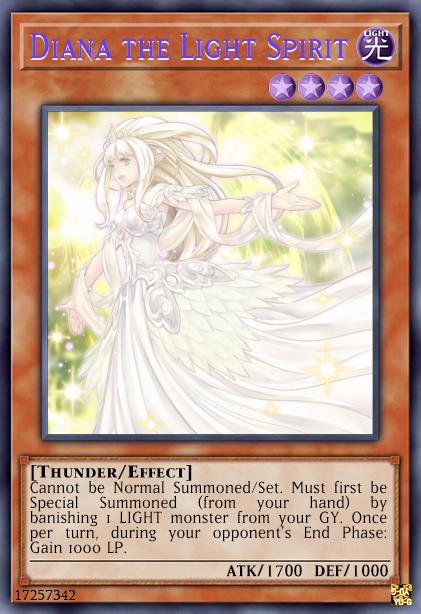 Diana the Light Spirit
LIGHT
光
[Thunder/Effect]
Cannot be Normal Summoned/Set. Must first be
Special Summoned (from your hand) by
banishing 1 LIGHT monster from your GY. Once
per turn, during your opponent's End Phase:
Gain 1000 LP.
ATK/1700 DEF/1000
17257342